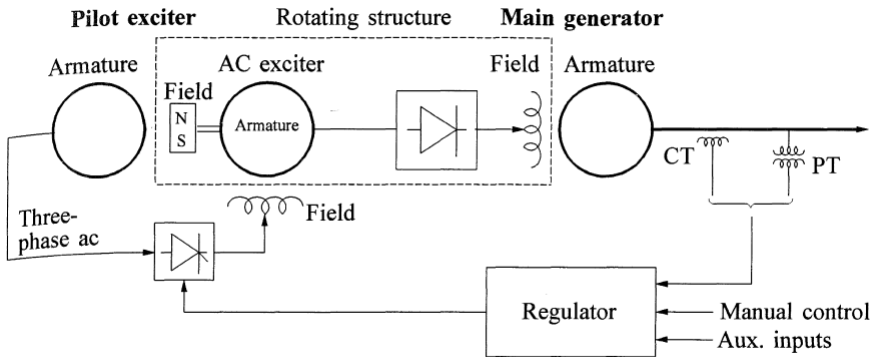 Pilot exciter
Rotating structure
Main generator
Armature
AC exciter
Field
Armature
Field
N
S
Armature
CT
PT
Three-
phase ac
Field
Regulator
Manual control
Aux. inputs